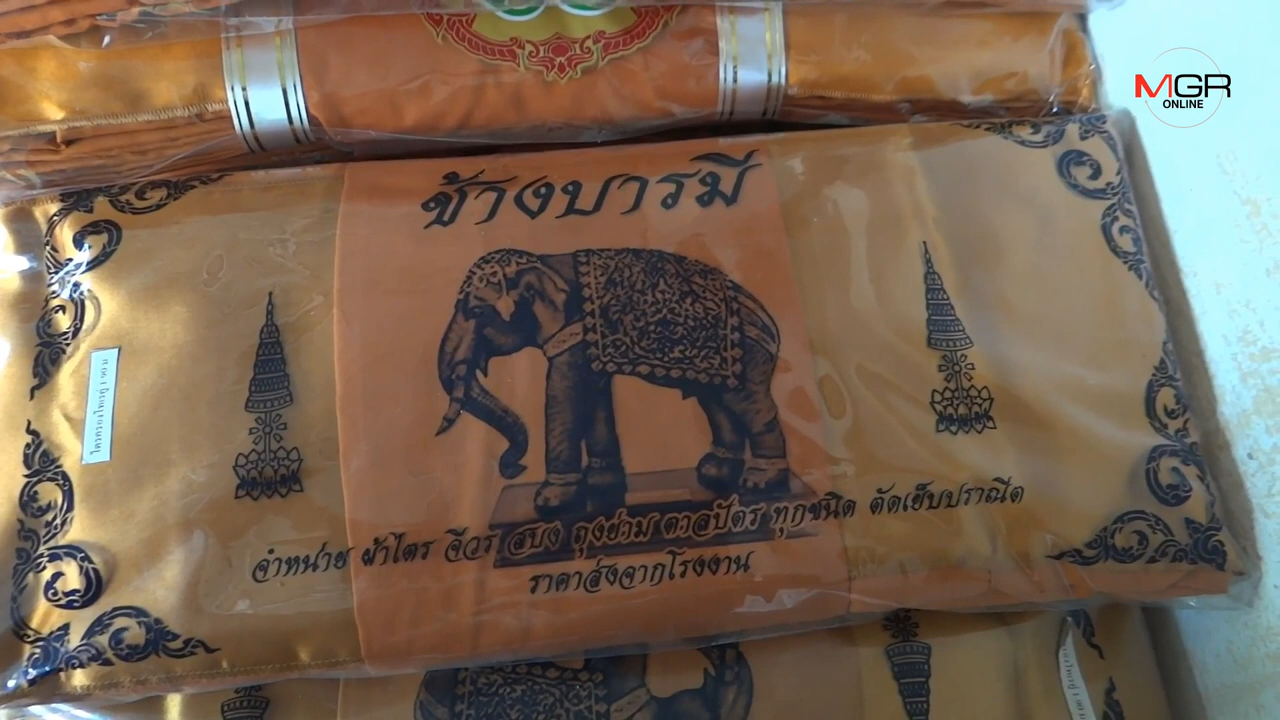 MGR
ONLINE
ช้างบารมี
จำหน่าย ผ้าไตร จีวร สบง ถุงย่าม ตาลปัตร ทุกชนิด ตัดเย็บปราณีต
ราคาส่งจากโรงงาน